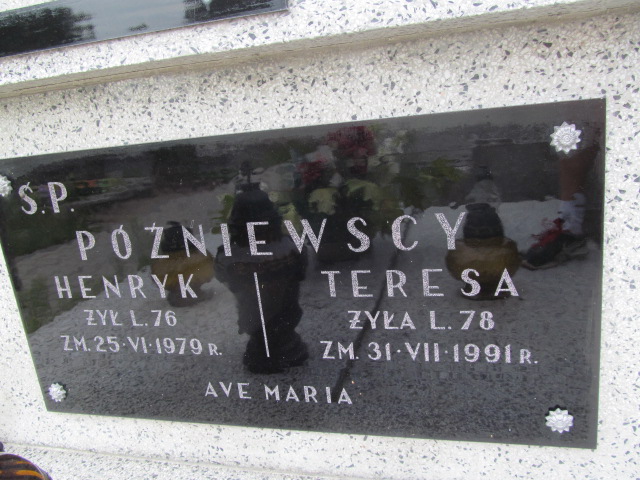 Ś.P.
PÓŹNIEWSCY
HENRYK
ŻYŁ L. 76
ZM. 25·VI·1979 R.
TERESA
ŻYŁA L. 78
ZM. 31·VII·1991 R.
AVE MARIA